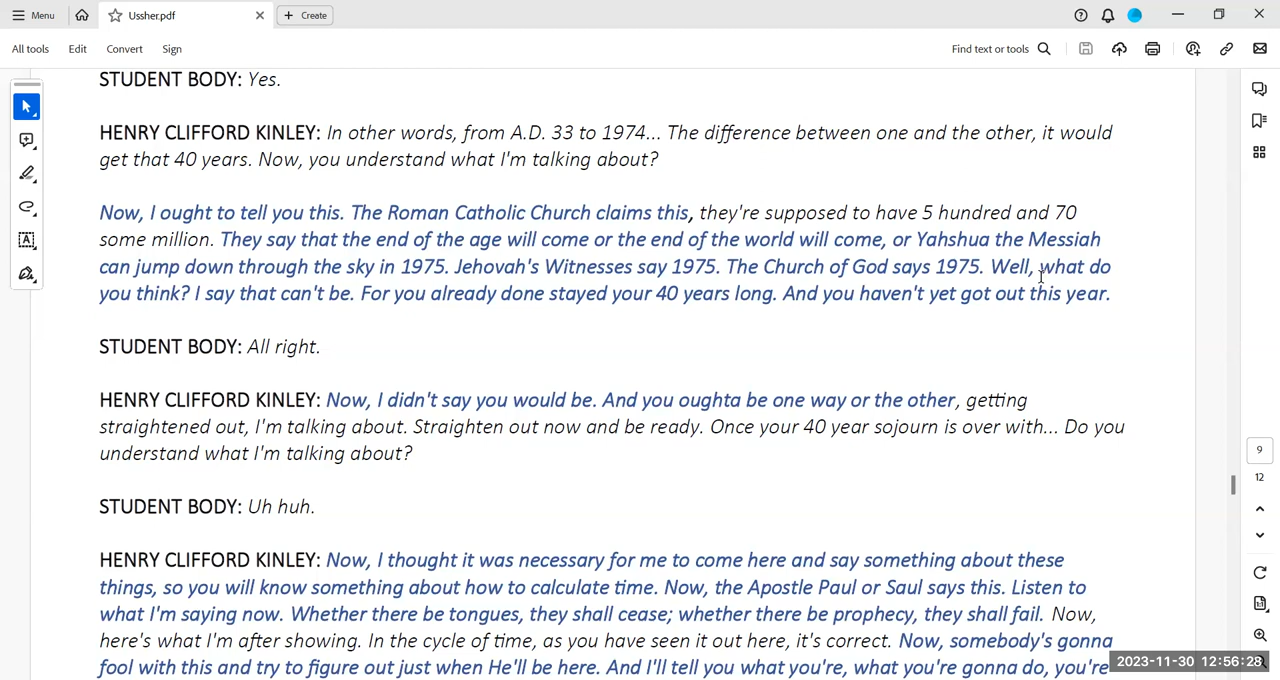 Menu
Ussher.pdf
Create
All tools
Edit
Convert
Sign
Find text or tools
STUDENT BODY: Yes.
HENRY CLIFFORD KINLEY: In other words, from A.D. 33 to 1974... The difference between one and the other, it would
get that 40 years. Now, you understand what I'm talking about?
Now, I ought to tell you this. The Roman Catholic Church claims this, they're supposed to have 5 hundred and 70
some million. They say that the end of the age will come or the end of the world will come, or Yahshua the Messiah
can jump down through the sky in 1975. Jehovah's Witnesses say 1975. The Church of God says 1975. Well, what do
you think? I say that can't be. For you already done stayed your 40 years long. And you haven't yet got out this year.
STUDENT BODY: All right.
HENRY CLIFFORD KINLEY: Now, I didn't say you would be. And you oughta be one way or the other, getting
straightened out, I'm talking about. Straighten out now and be ready. Once your 40 year sojourn is over with... Do you
understand what I'm talking about?
STUDENT BODY: Uh huh.
HENRY CLIFFORD KINLEY: Now, I thought it was necessary for me to come here and say something about these
things, so you will know something about how to calculate time. Now, the Apostle Paul or Saul says this. Listen to
what I'm saying now. Whether there be tongues, they shall cease; whether there be prophecy, they shall fail. Now,
here's what I'm after showing. In the cycle of time, as you have seen it out here, it's correct. Now, somebody's gonna
fool with this and try to figure out just when He'll be here. And I'll tell you what you're, what you're gonna do, you're
9
12
2023-11-30 12:56:28